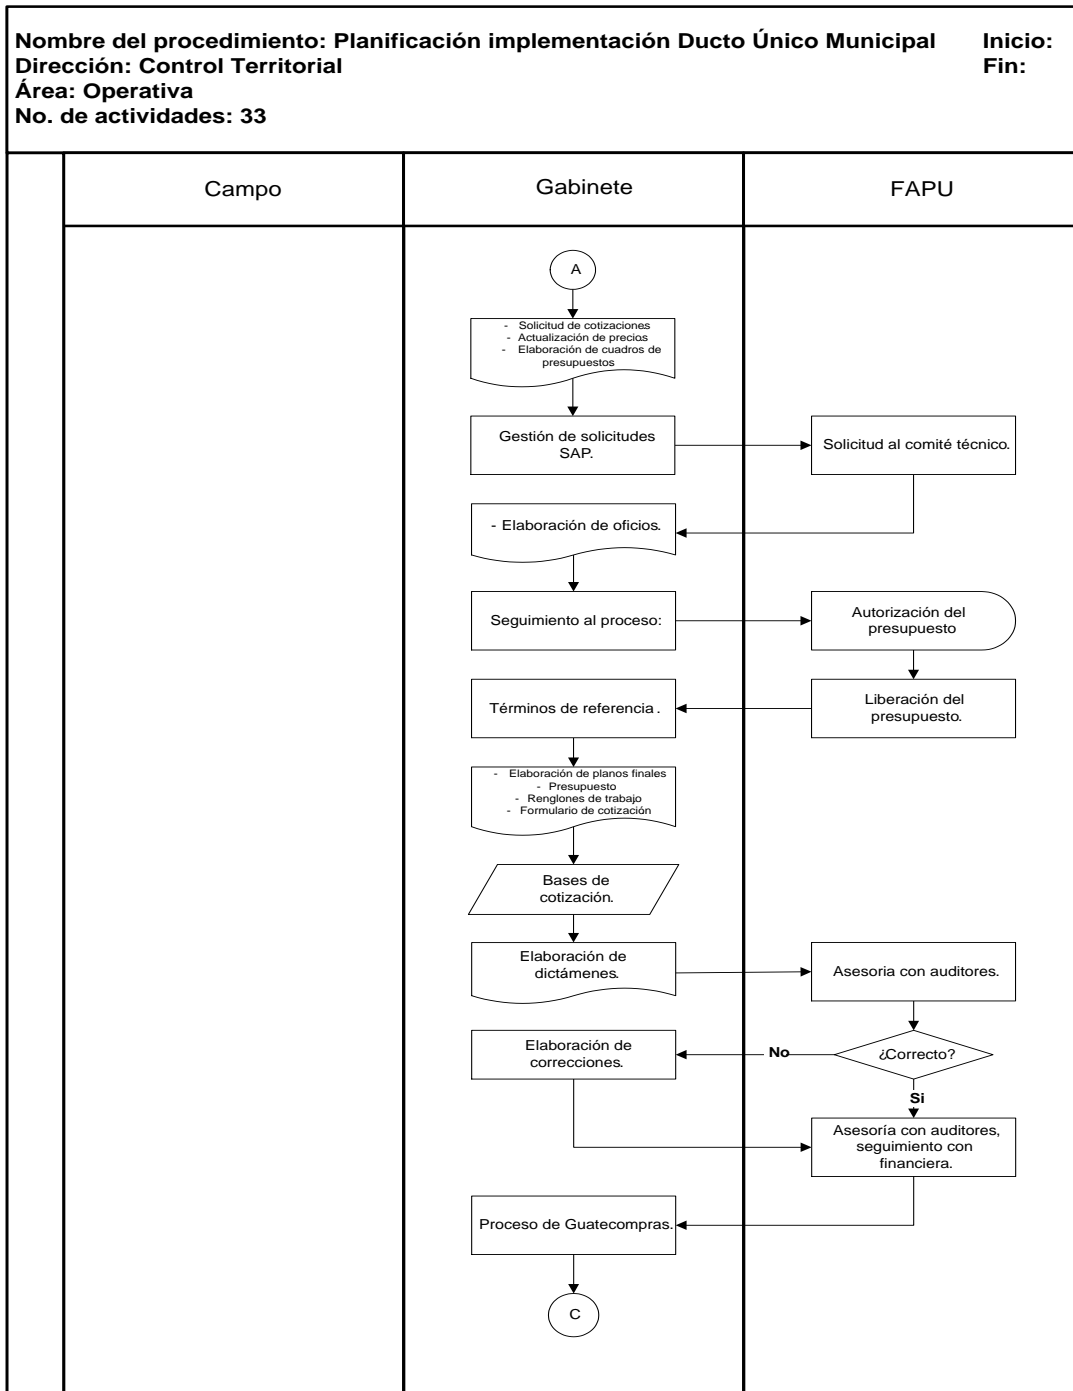 Nombre del procedimiento: Planificación implementación Ducto Único Municipal Inicio:
Dirección: Control Territorial Fin:
Área: Operativa
No. de actividades: 33
Campo Gabinete FAPU
A
- Solicitud de cotizaciones
- Actualización de precios
- Elaboración de cuadros de
presupuestos
Gestión de solicitudes
SAP.
Solicitud al comité técnico.
- Elaboración de oficios.
Seguimiento al proceso:
Autorización del
presupuesto
Liberación del
presupuesto.
Términos de referencia.
- Elaboración de planos finales
- Presupuesto
- Renglones de trabajo
- Formulario de cotización
Bases de
cotización.
Elaboración de
dictámenes.
Asesoria con auditores.
¿Correcto?
No
Elaboración de
correcciones.
Si
Asesoría con auditores,
seguimiento con
financiera.
Proceso de Guatecompras.
C